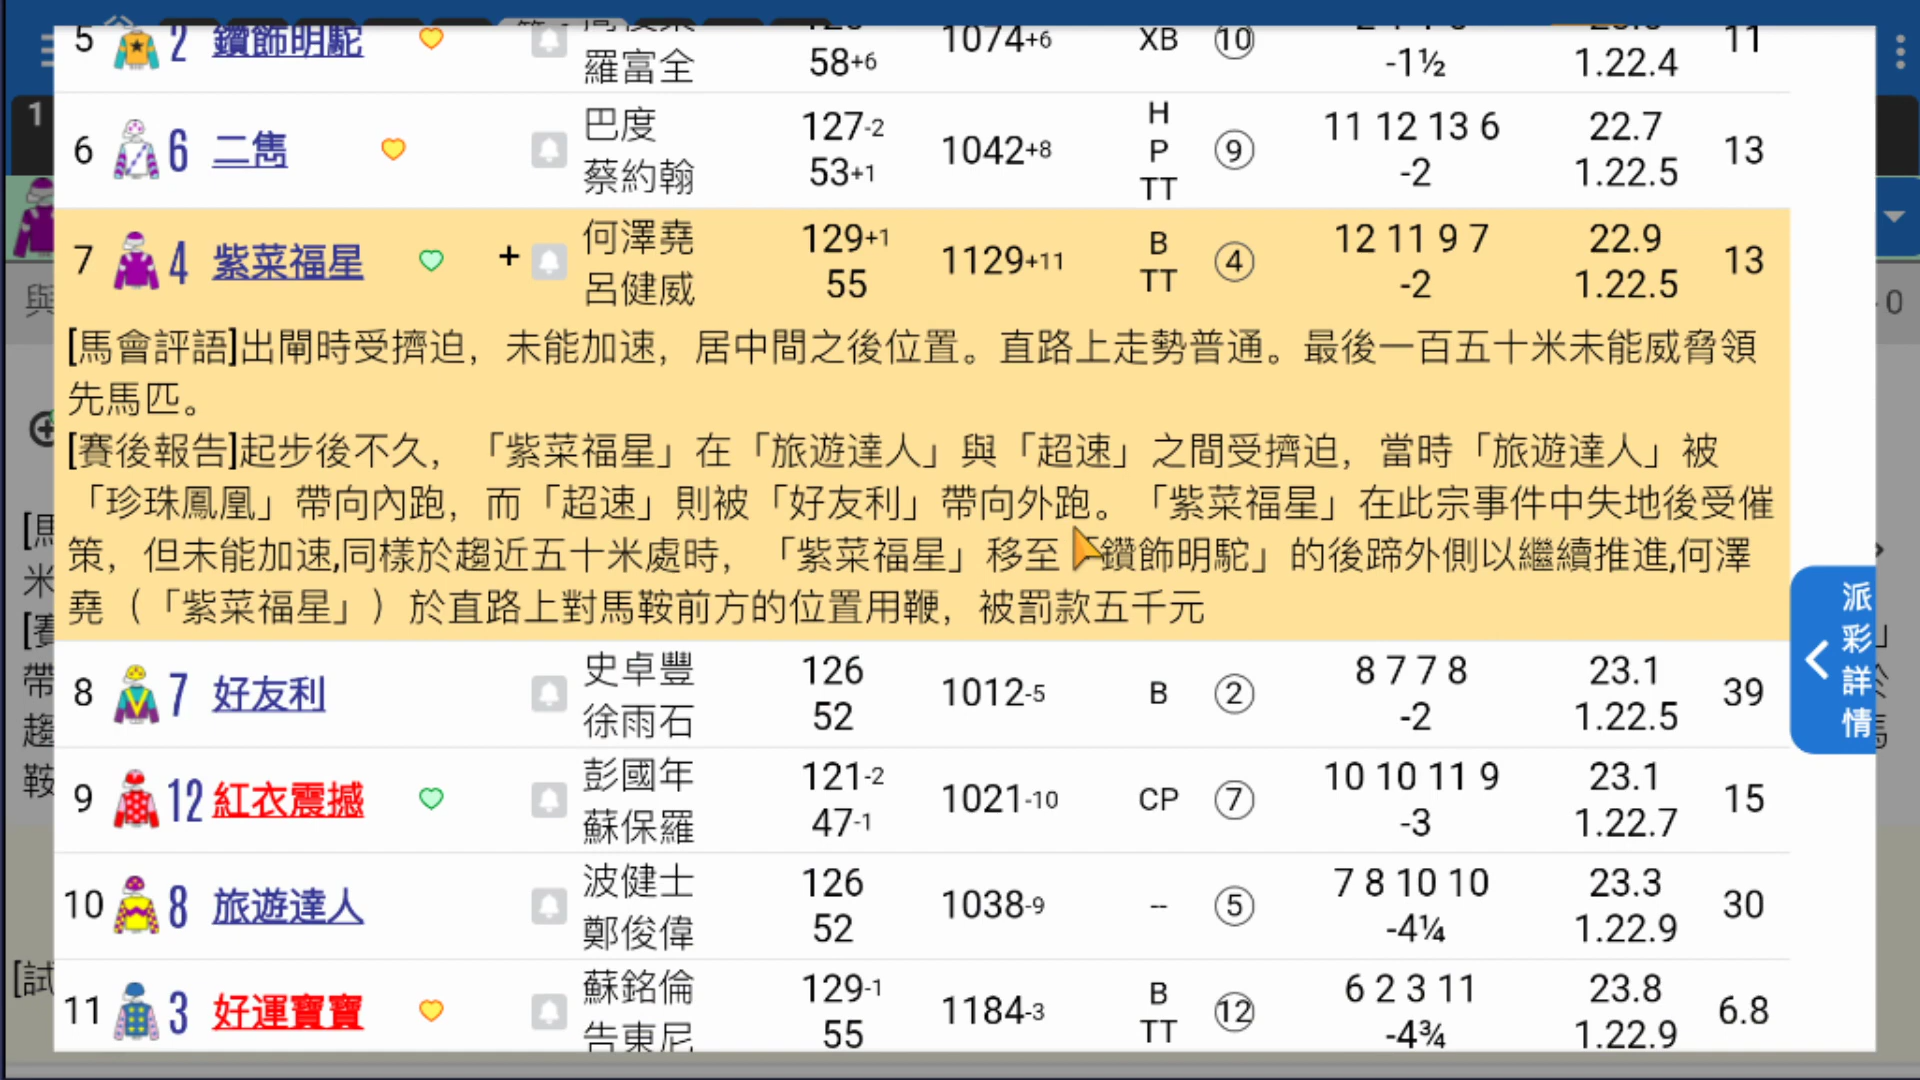 5 2 鑽飾明駝 羅富全 58+6 1074+6 XB 10 -1½ 1.22.4 11
6 6 二雋 巴度 蔡約翰 127-2 53+1 1042+8 H P TT 9 11 12 13 6 -2 22.7 1.22.5 13
7 4 紫菜福星 + 何澤堯 呂健威 129+1 55 1129+11 B TT 4 12 11 9 7 -2 22.9 1.22.5 13
[馬會評語]出閘時受擠迫，未能加速，居中間之後位置。直路上走勢普通。最後一百五十米未能威脅領
先馬匹。
[賽後報告]起步後不久，「紫菜福星」在「旅遊達人」與「超速」之間受擠迫，當時「旅遊達人」被
「珍珠鳳凰」帶向內跑，而「超速」則被「好友利」帶向外跑。「紫菜福星」在此宗事件中失地後受催
策，但未能加速,同樣於趨近五十米處時，「紫菜福星」移至「鑽飾明駝」的後蹄外側以繼續推進,何澤
堯（「紫菜福星」）於直路上對馬鞍前方的位置用鞭，被罰款五千元
8 7 好友利 史卓豐 徐雨石 126 52 1012-5 B 2 8 7 7 8 -2 23.1 1.22.5 39
9 12 紅衣震撼 彭國年 蘇保羅 121-2 47-1 1021-10 CP 7 10 10 11 9 -3 23.1 1.22.7 15
10 8 旅遊達人 波健士 鄭俊偉 126 52 1038-9 -- 5 7 8 10 10 -4¼ 23.3 1.22.9 30
11 3 好運寶寶 蘇銘倫 告東尼 129-1 55 1184-3 B TT 12 6 2 3 11 -4¾ 23.8 1.22.9 6.8
派彩詳情
1
與
0
米
帶
趨
鞍
[試